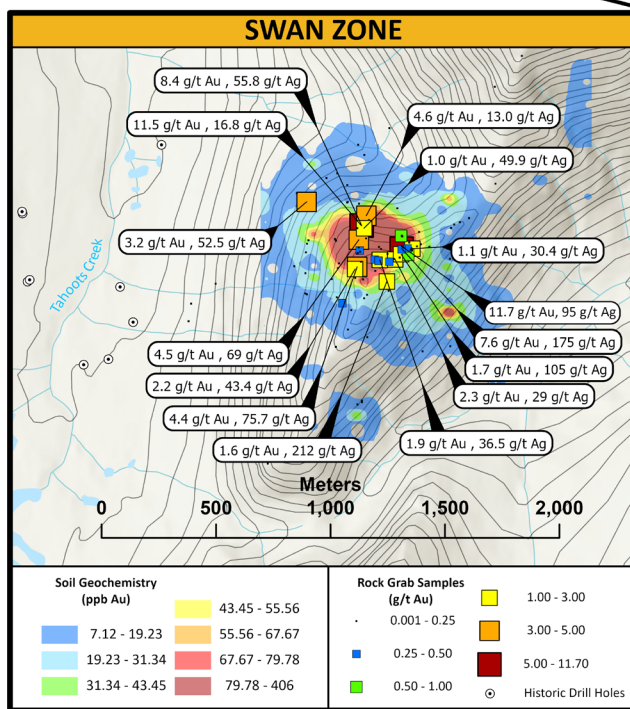 SWAN ZONE
8.4 g/t Au , 55.8 g/t Ag
4.6 g/t Au , 13.0 g/t Ag
11.5 g/t Au , 16.8 g/t Ag
1.0 g/t Au , 49.9 g/t Ag
3.2 g/t Au , 52.5 g/t Ag
1.1 g/t Au , 30.4 g/t Ag
Tahoots Creek
11.7 g/t Au, 95 g/t Ag
7.6 g/t Au , 175 g/t Ag
4.5 g/t Au , 69 g/t Ag
1.7 g/t Au , 105 g/t Ag
2.2 g/t Au , 43.4 g/t Ag
2.3 g/t Au , 29 g/t Ag
4.4 g/t Au , 75.7 g/t Ag
1.9 g/t Au , 36.5 g/t Ag
1.6 g/t Au , 212 g/t Ag
Meters
0 500 1,000 1,500 2,000
Soil Geochemistry
(ppb Au)
7.12 - 19.23
19.23 - 31.34
31.34 - 43.45
43.45 - 55.56
55.56 - 67.67
67.67 - 79.78
79.78 - 406
Rock Grab Samples
(g/t Au)
0.001 - 0.25
0.25 - 0.50
0.50 - 1.00
1.00 - 3.00
3.00 - 5.00
5.00 - 11.70
Historic Drill Holes